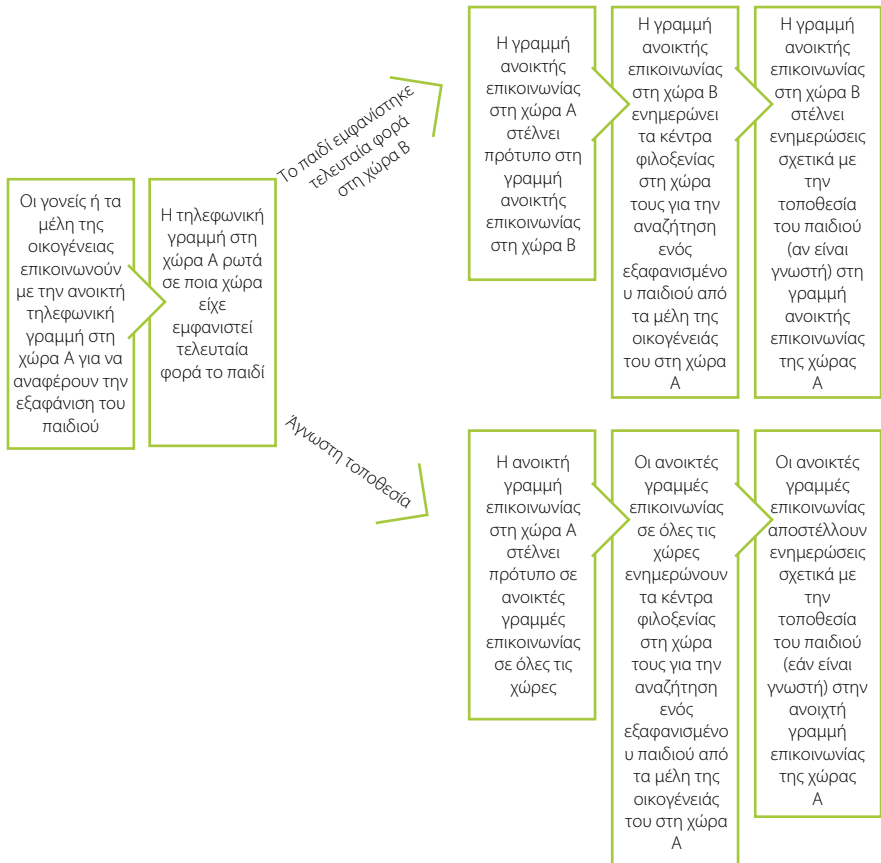 Οι γονείς ή τα
μέλη της
οικογένειας
επικοινωνούν
με την ανοικτή
τηλεφωνική
γραμμή στη
χώρα Α για να
αναφέρουν την
εξαφάνιση του
παιδιού
Η τηλεφωνική
γραμμή στη
χώρα Α ρωτά
σε ποια χώρα
είχε
εμφανιστεί
τελευταία
φορά το παιδί
Το παιδί εμφανίστηκε
τελευταία φορά
στη χώρα Β
Η γραμμή
ανοικτής
επικοινωνίας
στη χώρα Α
στέλνει
πρότυπο στη
γραμμή
ανοικτής
επικοινωνίας
στη χώρα Β
Η γραμμή
ανοικτής
επικοινωνίας
στη χώρα Β
ενημερώνει
τα κέντρα
φιλοξενίας
στη χώρα
τους για την
αναζήτηση
ενός
εξαφανισμένο
υ παιδιού από
τα μέλη της
οικογένειάς
του στη χώρα
Α
Η γραμμή
ανοικτής
επικοινωνίας
στη χώρα Β
στέλνει
ενημερώσεις
σχετικά με
την
τοποθεσία
του παιδιού
(αν είναι
γνωστή) στη
γραμμή
ανοικτής
επικοινωνίας
της χώρας
Α
Άγνωστη τοποθεσία
Η ανοικτή
γραμμή
επικοινωνίας
στη χώρα Α
στέλνει
πρότυπο σε
ανοικτές
γραμμές
επικοινωνίας
σε όλες τις
χώρες
Οι ανοικτές
γραμμές
επικοινωνίας
σε όλες τις
χώρες
ενημερώνουν
τα κέντρα
φιλοξενίας
στη χώρα
τους για την
αναζήτηση
ενός
εξαφανισμένο
υ παιδιού από
τα μέλη της
οικογένειάς
του στη χώρα
Α
Οι ανοικτές
γραμμές
επικοινωνίας
αποστέλλουν
ενημερώσεις
σχετικά με
την
τοποθεσία
του παιδιού
(εάν είναι
γνωστή) στην
ανοιχτή
γραμμή
επικοινωνίας
της χώρας
Α